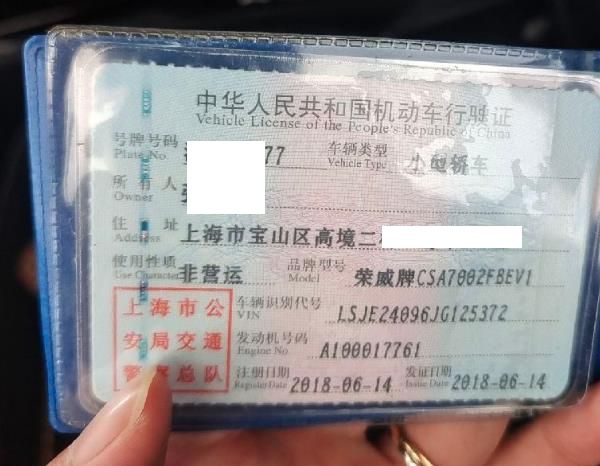 中华人民共和国机动车行驶证
Vehicle License of the People's Republic of China
号牌号码 77 车辆类型 小型轿车
Plate No. Vehicle Type
所有人
Owner
住址 上海市宝山区高境二
Address
使用性质 非营运 品牌型号 荣威牌CSA7002FBEV1
Use Character Model
上海市公 车辆识别代号 LSJE24096JG125372
VIN
安局交通 发动机号码 A100017761
Engine No.
警察总队 注册日期 2018-06-14 发证日期 2018-06-14
Register Date Issue Date